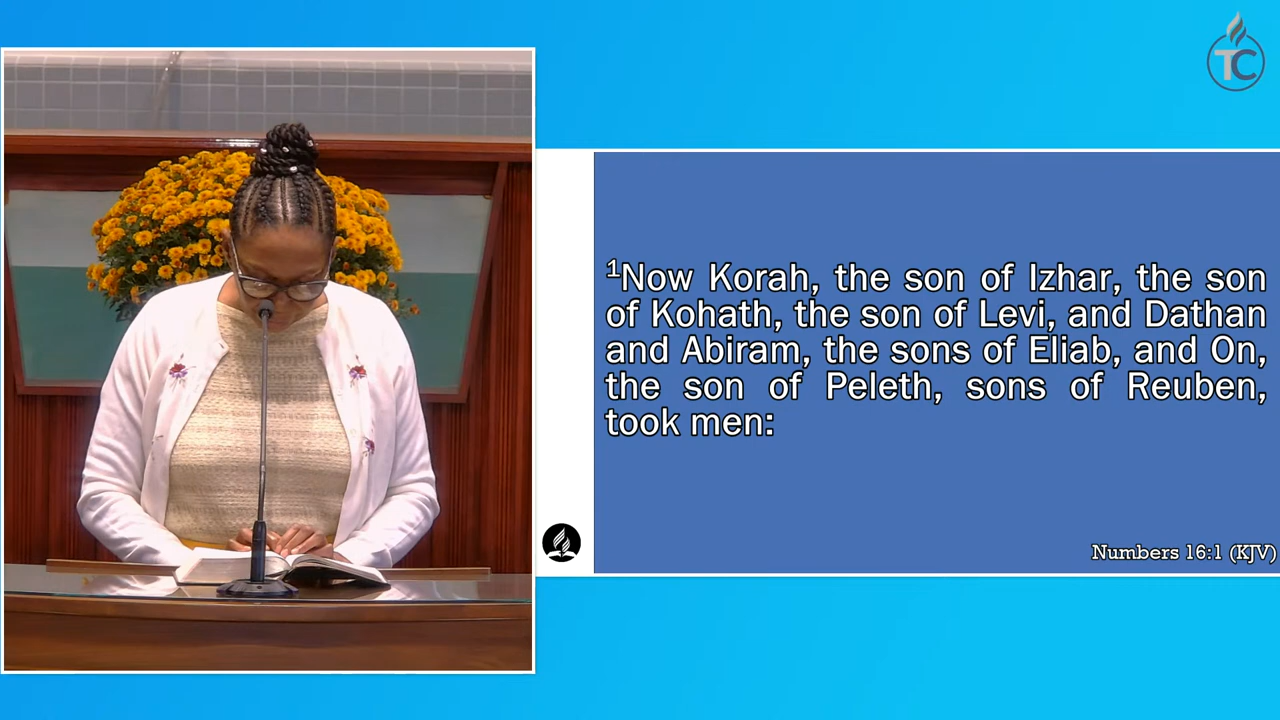 TC
¹Now Korah, the son of Izhar, the son
of Kohath, the son of Levi, and Dathan
and Abiram, the sons of Eliab, and On,
the son of Peleth, sons of Reuben,
took men:
Numbers 16:1 (KJV)